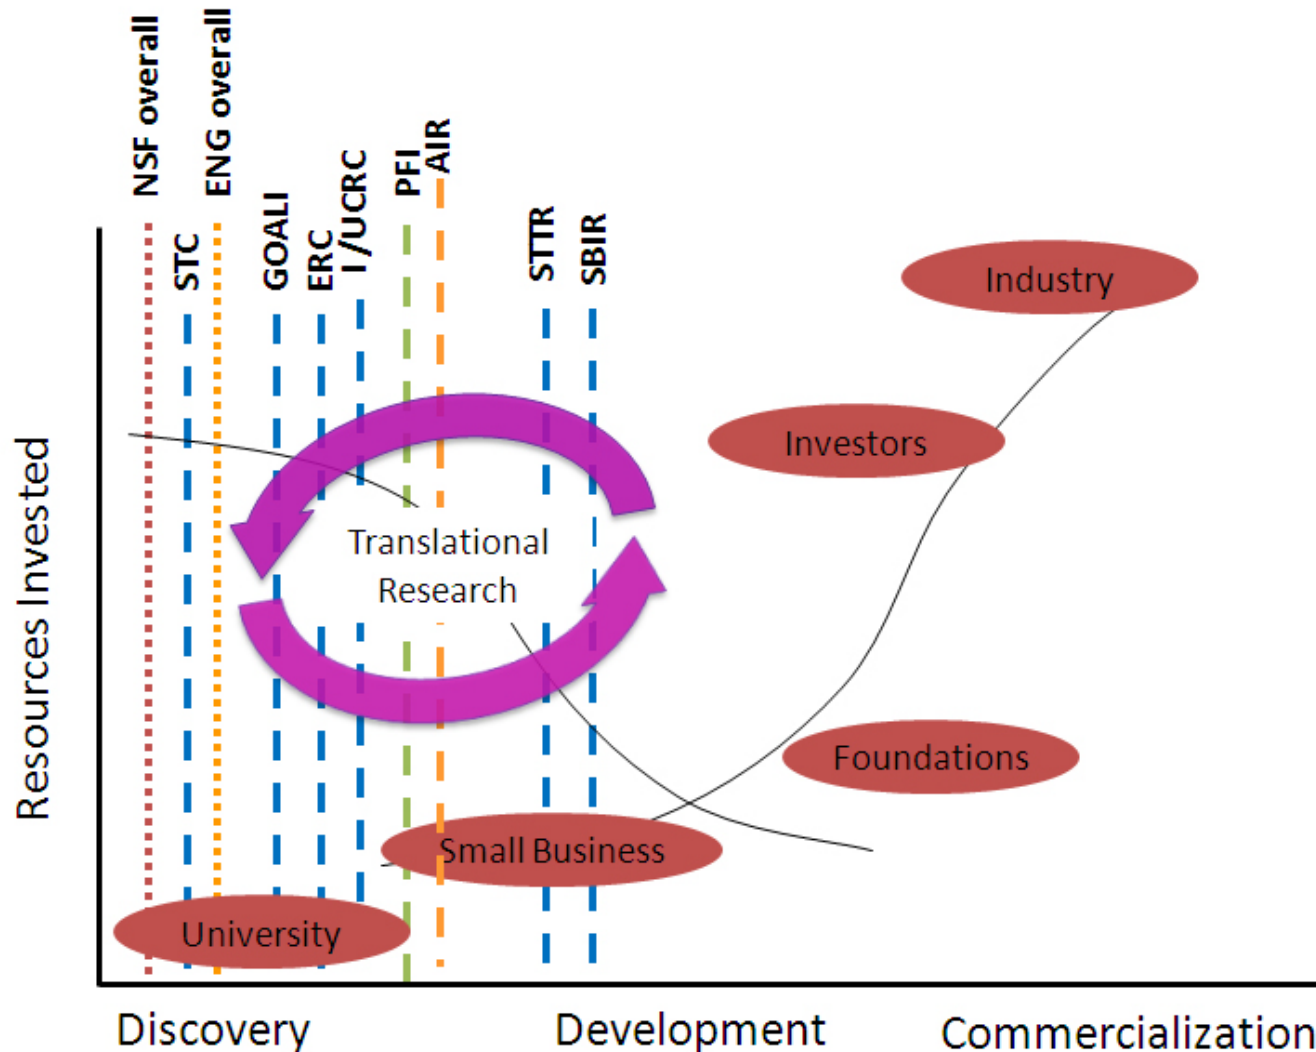 NSF overall
STC
ENG overall
GOALI
ERC
I /UCRC
PFI
AIR
STTR
SBIR
Industry
Investors
Translational
Research
Foundations
Small Business
University
Resources Invested
Discovery
Development
Commercialization